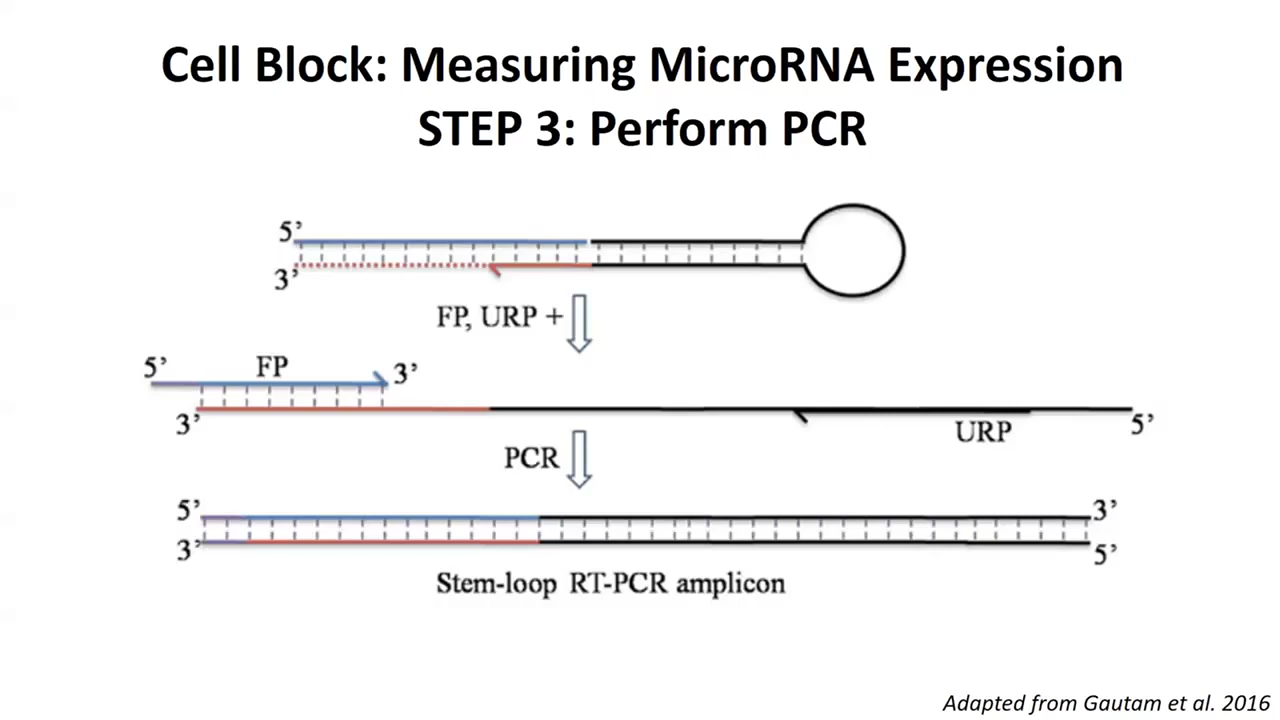 Cell Block: Measuring MicroRNA Expression
STEP 3: Perform PCR
5’
3’
FP, URP +
5’ FP 3’
3’ URP 5’
PCR
5’ 3’
3’ 5’
Stem-loop RT-PCR amplicon
Adapted from Gautam et al. 2016